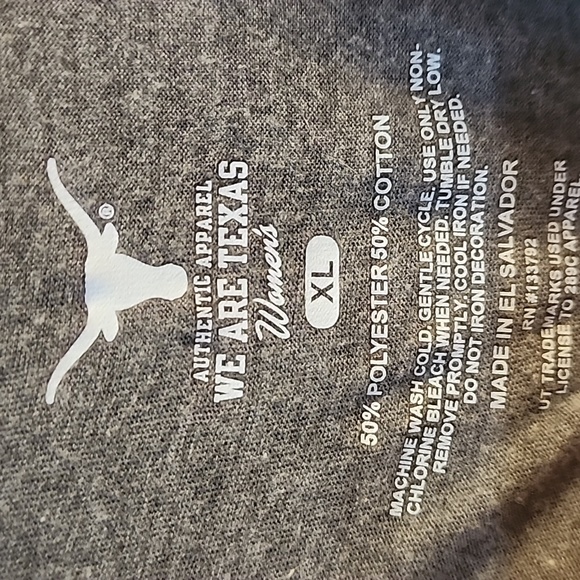 ®
AUTHENTIC APPAREL
WE ARE TEXAS
Women's
XL
50% POLYESTER 50% COTTON
MACHINE WASH COLD. GENTLE CYCLE. USE ONLY NON-
CHLORINE BLEACH WHEN NEEDED. TUMBLE DRY LOW.
REMOVE PROMPTLY. COOL IRON IF NEEDED.
DO NOT IRON DECORATION.
MADE IN EL SALVADOR
RN#133792
UT TRADEMARKS USED UNDER
LICENSE TO 289C APPAREL